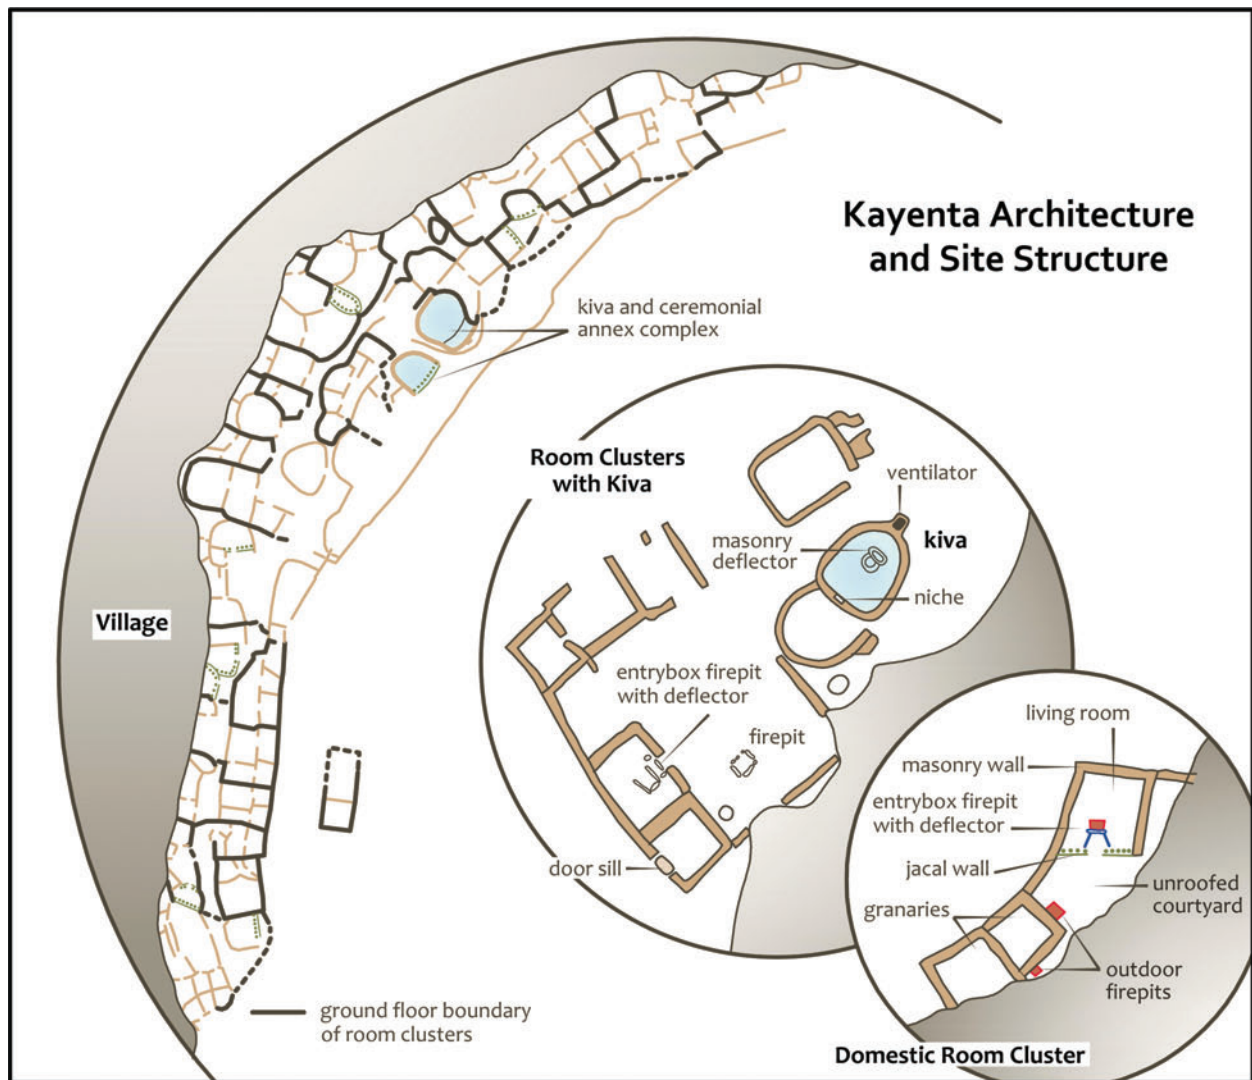 Kayenta Architecture
and Site Structure
kiva and ceremonial
annex complex
Village
ground floor boundary
of room clusters
Room Clusters
with Kiva
ventilator
masonry
deflector
kiva
niche
entrybox firepit
with deflector
firepit
door sill
living room
masonry wall
entrybox firepit
with deflector
jacal wall
unroofed
courtyard
granaries
outdoor
firepits
Domestic Room Cluster